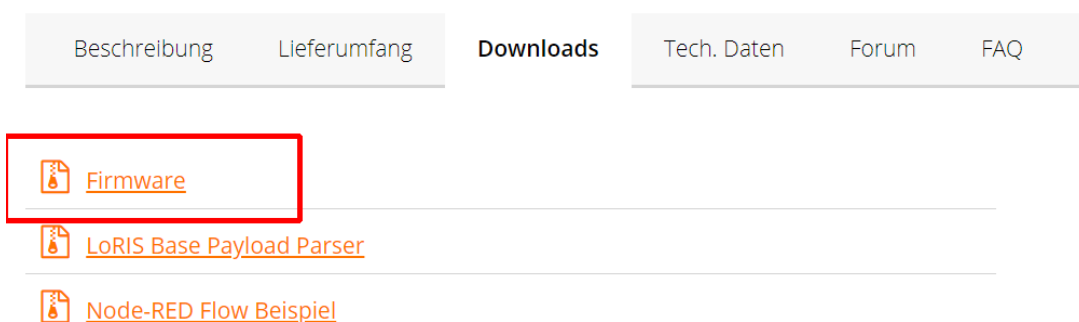 Beschreibung Lieferumfang Downloads Tech. Daten Forum FAQ
Firmware
LoRIS Base Payload Parser
Node-RED Flow Beispiel